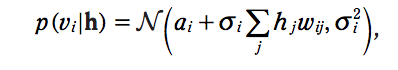 p(v_i|𝐡) = 𝒩(a_i + σ_i ∑_j h_j w_ij, σ_i^2),